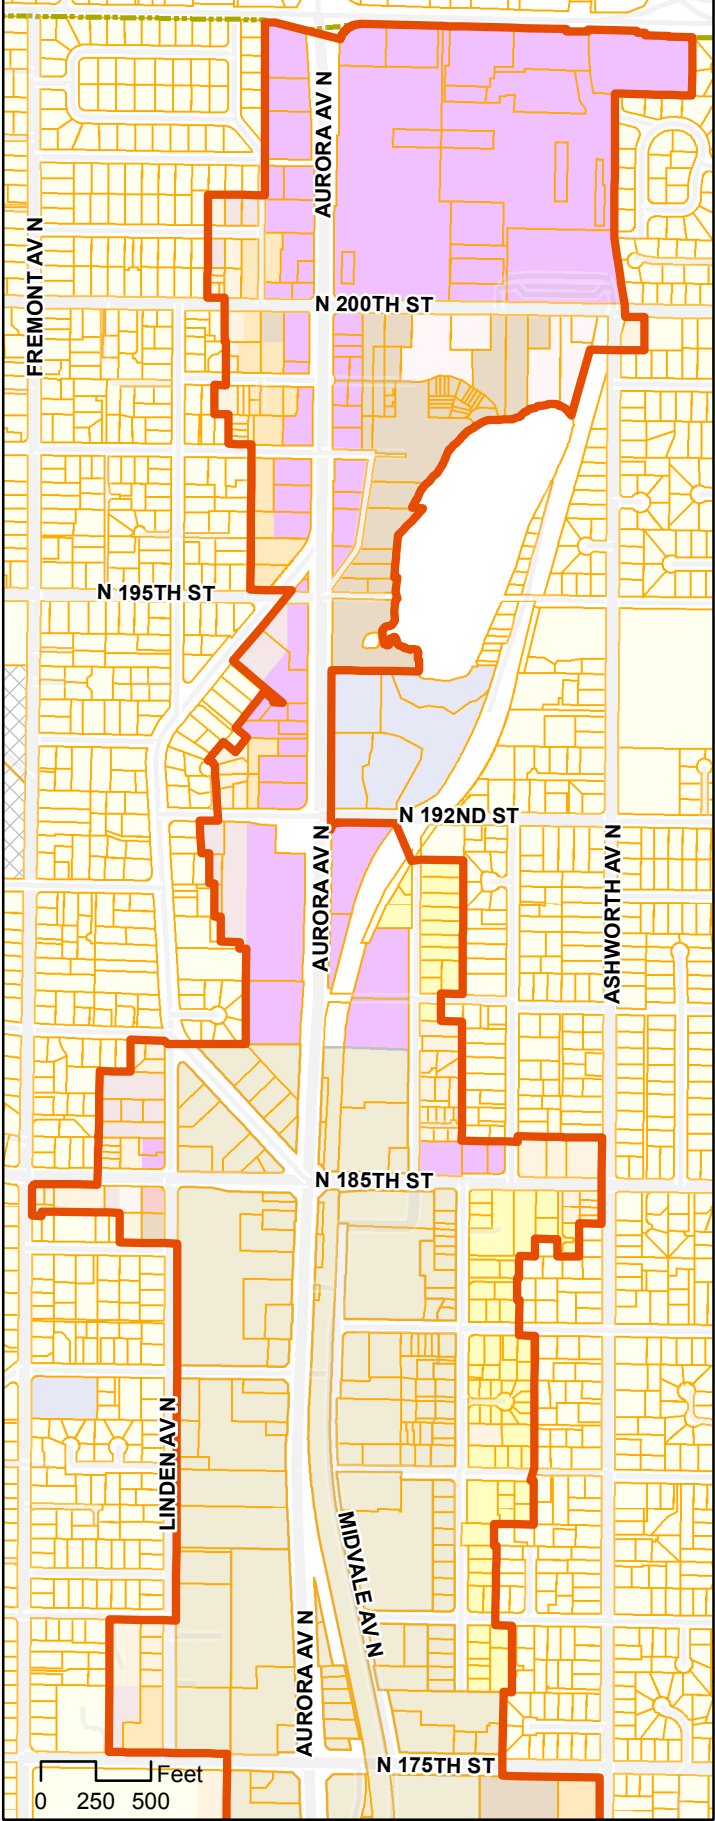 AURORA AV N
FREMONT AV N
N 200TH ST
N 195TH ST
N 192ND ST
AURORA AV N
ASHWORTH AV N
N 185TH ST
LINDEN AV N
MIDVALE AV N
AURORA AV N
N 175TH ST
Feet
0 250 500